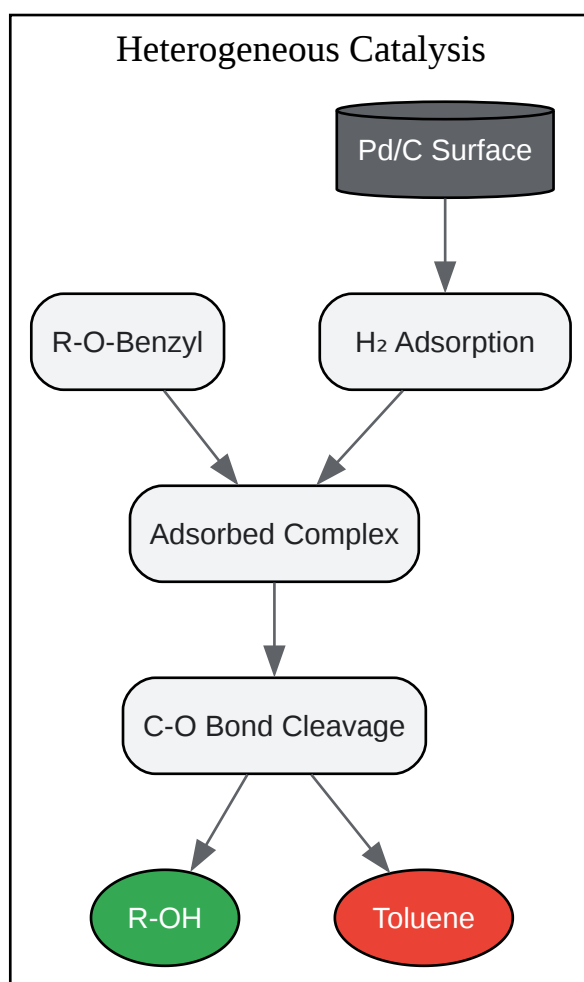 Heterogeneous Catalysis
Pd/C Surface
R-O-Benzyl
H₂ Adsorption
Adsorbed Complex
C-O Bond Cleavage
R-OH
Toluene